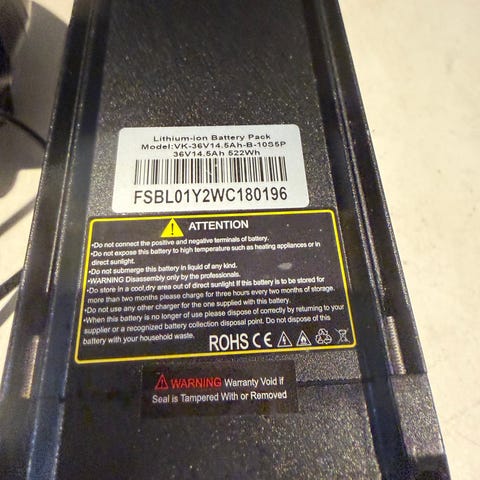 Lithium-ion Battery Pack
Model:VK-36V14.5Ah-B-10S5P
36V14.5Ah 522Wh
FSBL01Y2WC180196
ATTENTION
•Do not connect the positive and negative terminals of battery.
•Do not expose this battery to high temperature such as heating appliances or in
direct sunlight.
•Do not submerge this battery in liquid of any kind.
•WARNING Disassembly only by the professionals.
•Do store in a cool,dry area out of direct sunlight If this battery is to be stored for
more than two months please charge for three hours every two months of storage.
•Do not use any other charger for the one supplied with this battery.
•When this battery is no longer of use please dispose of correctly by returning to your
supplier or a recognized battery collection disposal point. Do not dispose of this
battery with your household waste.
ROHS CE
WARNING Warranty Void if
Seal is Tampered With or Removed